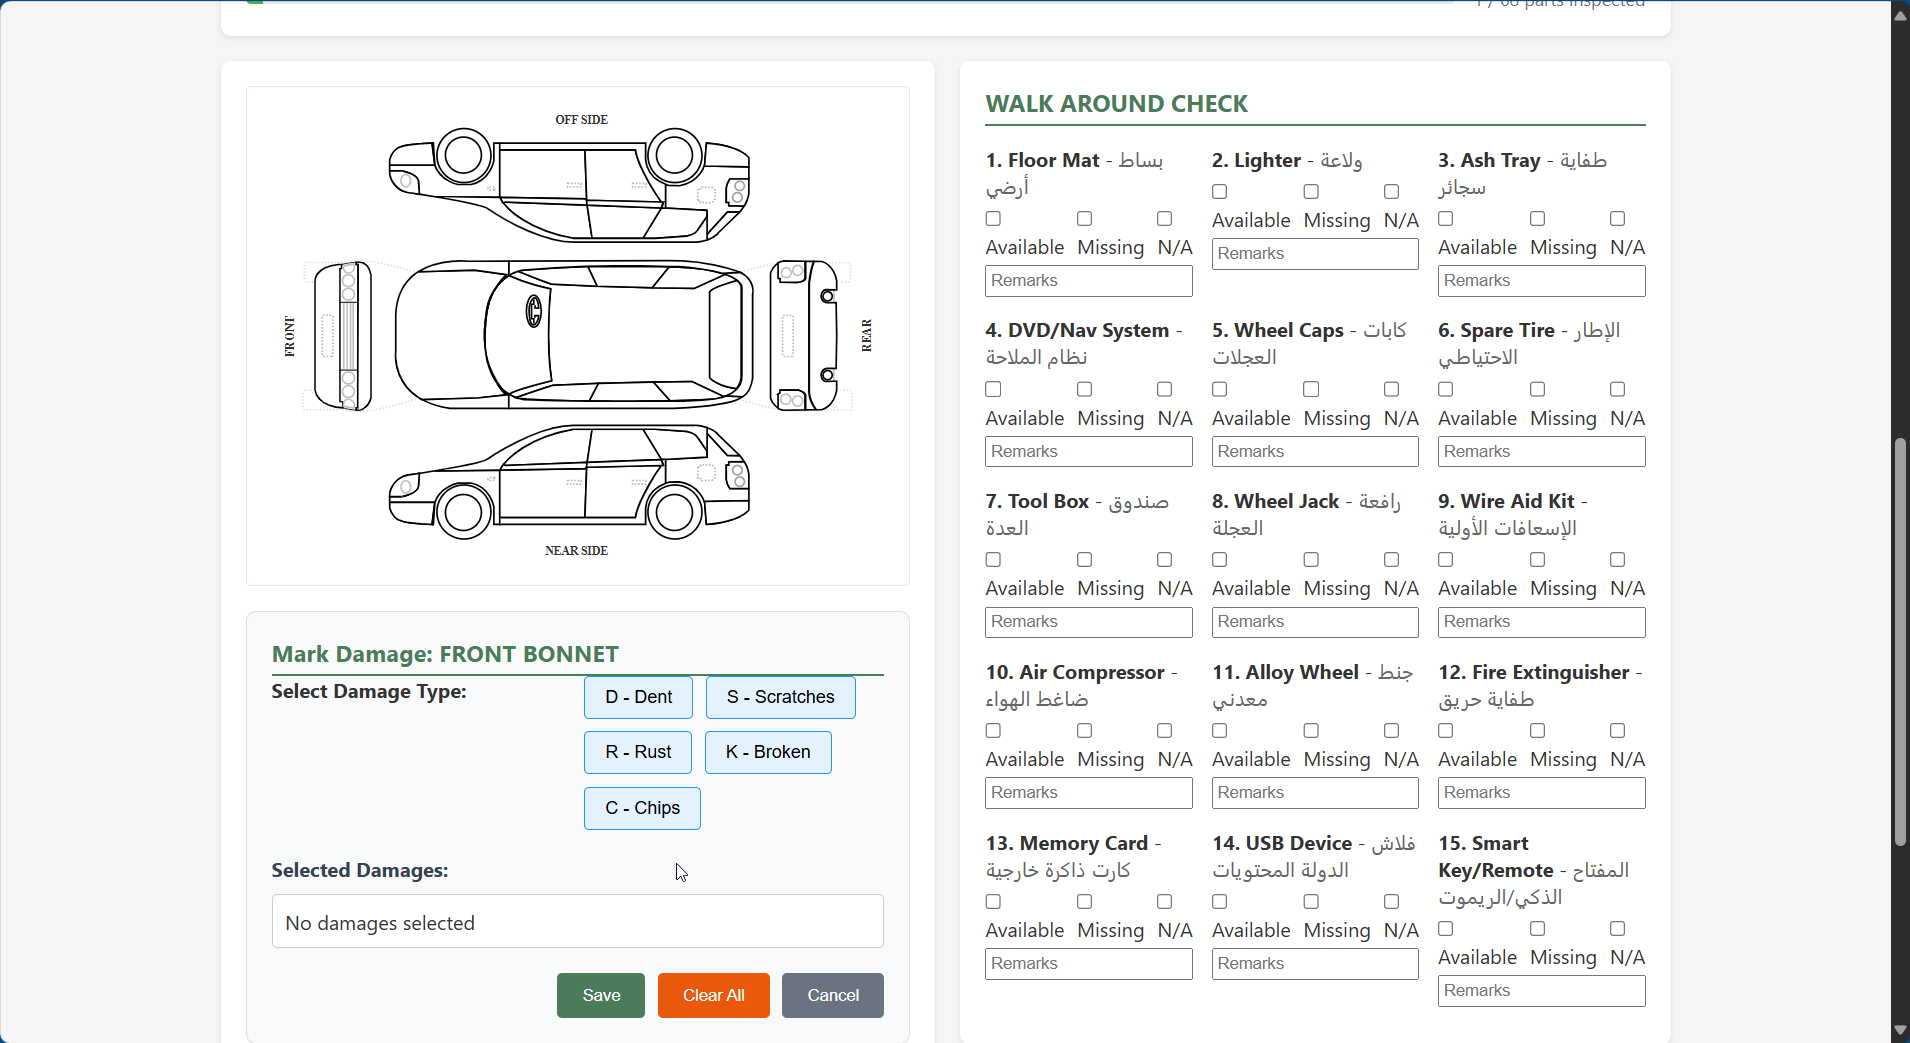 1 / 68 parts inspected
OFF SIDE
FRONT
REAR
NEAR SIDE
Mark Damage: FRONT BONNET
Select Damage Type:
D - Dent
S - Scratches
R - Rust
K - Broken
C - Chips
Selected Damages:
No damages selected
Save
Clear All
Cancel
WALK AROUND CHECK
1. Floor Mat - بساط
أرضي
Available Missing N/A
Remarks
2. Lighter - ولاعة
Available Missing N/A
Remarks
3. Ash Tray - طفاية
سجائر
Available Missing N/A
Remarks
4. DVD/Nav System -
نظام الملاحة
Available Missing N/A
Remarks
5. Wheel Caps - كابات
العجلات
Available Missing N/A
Remarks
6. Spare Tire - الإطار
الاحتياطي
Available Missing N/A
Remarks
7. Tool Box - صندوق
العدة
Available Missing N/A
Remarks
8. Wheel Jack - رافعة
العجلة
Available Missing N/A
Remarks
9. Wire Aid Kit -
الإسعافات الأولية
Available Missing N/A
Remarks
10. Air Compressor -
ضاغط الهواء
Available Missing N/A
Remarks
11. Alloy Wheel - جنط
معدني
Available Missing N/A
Remarks
12. Fire Extinguisher -
طفاية حريق
Available Missing N/A
Remarks
13. Memory Card -
كارت ذاكرة خارجية
Available Missing N/A
Remarks
14. USB Device - فلاش
الدولة المحتويات
Available Missing N/A
Remarks
15. Smart
Key/Remote - المفتاح
الذكي/الريموت
Available Missing N/A
Remarks